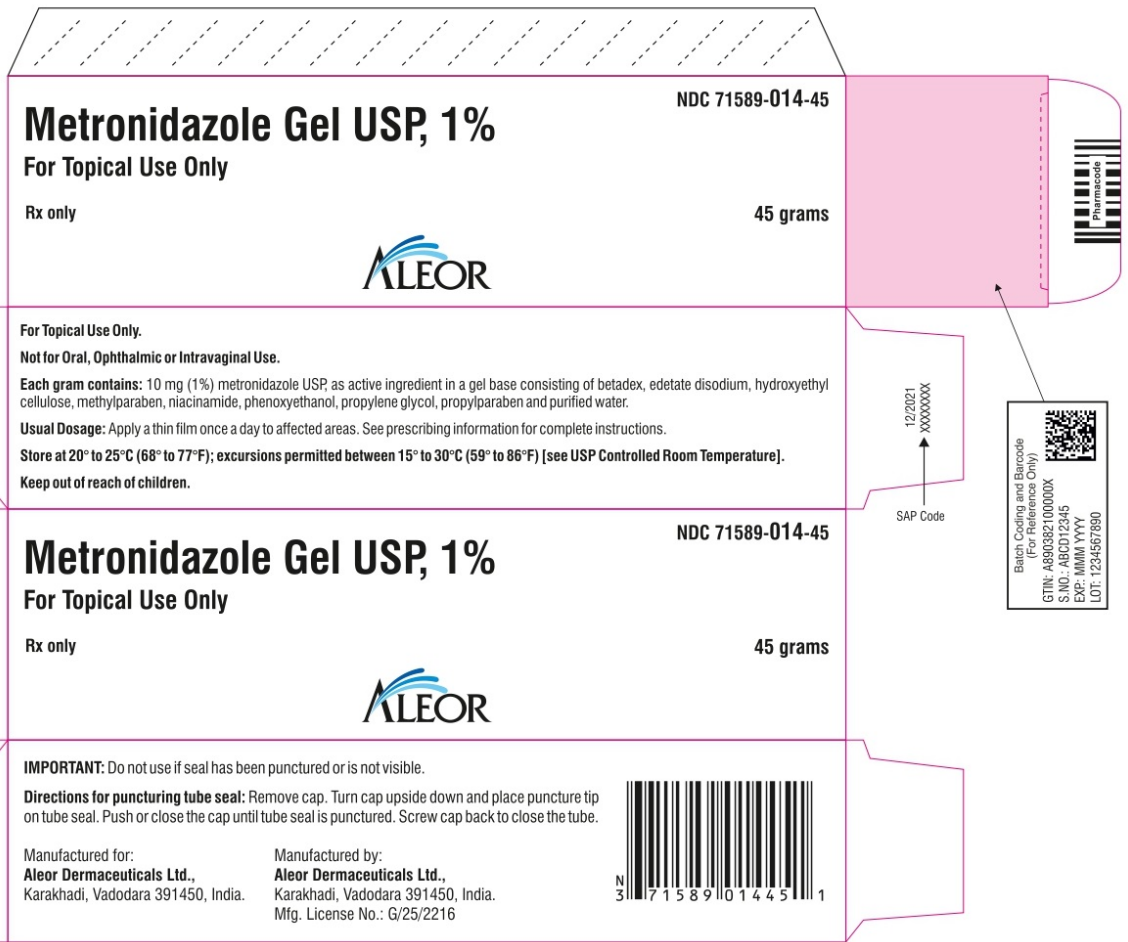 NDC 71589-014-45
Metronidazole Gel USP, 1%
For Topical Use Only
Rx only
45 grams
ALEOR
Pharmacode
For Topical Use Only.
Not for Oral, Ophthalmic or Intravaginal Use.
Each gram contains: 10 mg (1%) metronidazole USP, as active ingredient in a gel base consisting of betadex, edetate disodium, hydroxyethyl
cellulose, methylparaben, niacinamide, phenoxyethanol, propylene glycol, propylparaben and purified water.
Usual Dosage: Apply a thin film once a day to affected areas. See prescribing information for complete instructions.
Store at 20° to 25°C (68° to 77°F); excursions permitted between 15° to 30°C (59° to 86°F) [see USP Controlled Room Temperature].
Keep out of reach of children.
12/2021
XXXXXXX
SAP Code
Batch Coding and Barcode
(For Reference Only)
GTIN: A890382100000X
S.NO.: ABCD12345
EXP.: MMM YYYY
LOT: 1234567890
NDC 71589-014-45
Metronidazole Gel USP, 1%
For Topical Use Only
Rx only
45 grams
ALEOR
IMPORTANT: Do not use if seal has been punctured or is not visible.
Directions for puncturing tube seal: Remove cap. Turn cap upside down and place puncture tip
on tube seal. Push or close the cap until tube seal is punctured. Screw cap back to close the tube.
Manufactured for:
Aleor Dermaceuticals Ltd.,
Karakhadi, Vadodara 391450, India.
Manufactured by:
Aleor Dermaceuticals Ltd.,
Karakhadi, Vadodara 391450, India.
Mfg. License No.: G/25/2216
N
3 71589 01445 1